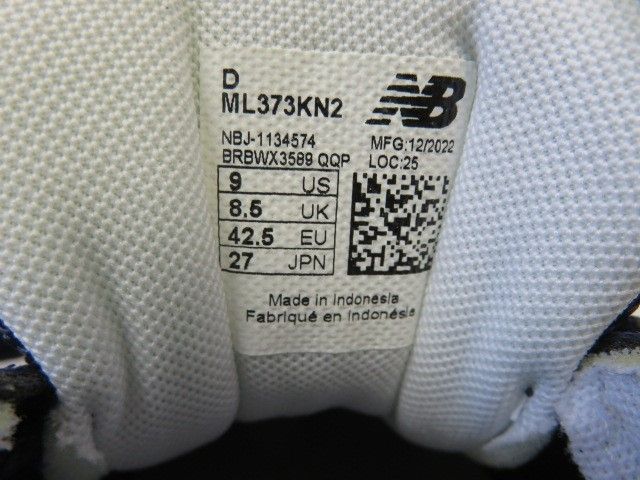 D
ML373KN2
NB
NBJ-1134574
MFG:12/2022
BRBWX3589 QQP
LOC:25
9 US
8.5 UK
42.5 EU
27 JPN
Made in Indonesia
Fabriqué en Indonésie